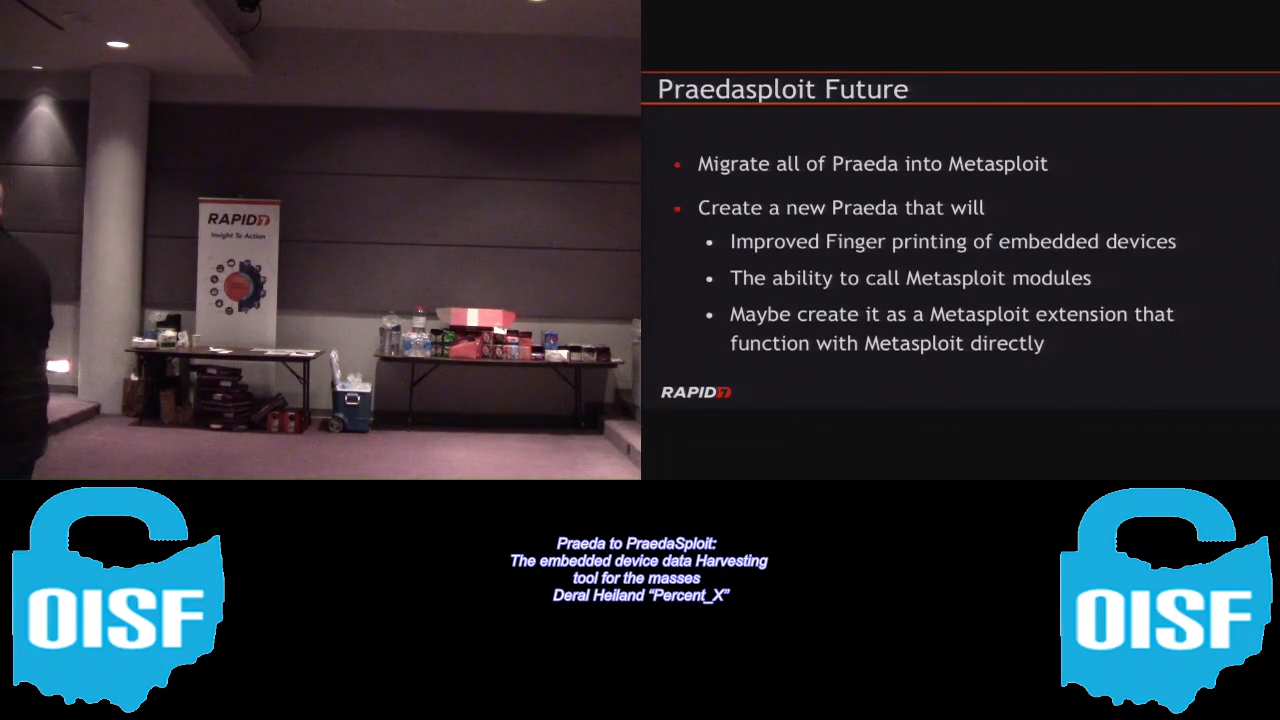 RAPID7
Insight To Action
Praedasploit Future
Migrate all of Praeda into Metasploit
Create a new Praeda that will
Improved Finger printing of embedded devices
The ability to call Metasploit modules
Maybe create it as a Metasploit extension that
function with Metasploit directly
RAPID7
OISF
Praeda to PraedaSploit:
The embedded device data Harvesting
tool for the masses
Deral Heiland “Percent_X”
OISF